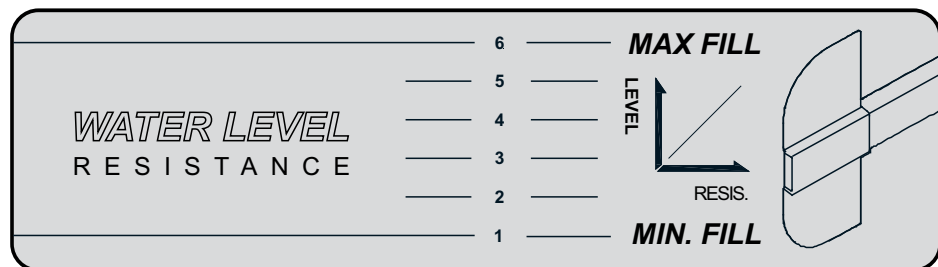 6 MAX FILL
5
LEVEL
4
WATER LEVEL
RESISTANCE
3
2
RESIS.
1 MIN. FILL